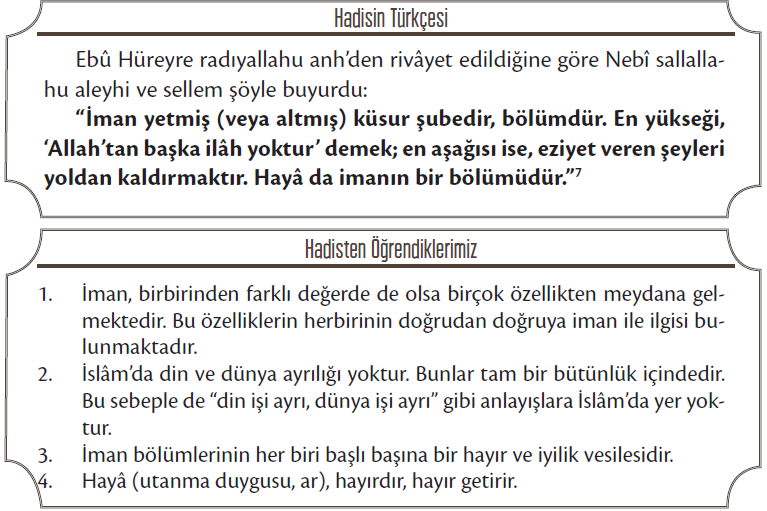 Hadisin Türkçesi
Ebû Hüreyre radıyallahu anh’den rivâyet edildiğine göre Nebî sallalla-
hu aleyhi ve sellem şöyle buyurdu:
“İman yetmiş (veya altmış) küsur şubedir, bölümdür. En yükseği,
‘Allah’tan başka ilâh yoktur’ demek; en aşağısı ise, eziyet veren şeyleri
yoldan kaldırmaktır. Hayâ da imanın bir bölümüdür.”7
Hadisten Öğrendiklerimiz
1. İman, birbirinden farklı değerde de olsa birçok özellikten meydana gel-
mektedir. Bu özelliklerin herbirinin doğrudan doğruya iman ile ilgisi bu-
lunmaktadır.
2. İslâm’da din ve dünya ayrılığı yoktur. Bunlar tam bir bütünlük içindedir.
Bu sebeple de “din işi ayrı, dünya işi ayrı” gibi anlayışlara İslâm’da yer yok-
tur.
3. İman bölümlerinin her biri başlı başına bir hayır ve iyilik vesilesidir.
4. Hayâ (utanma duygusu, ar), hayırdır, hayır getirir.